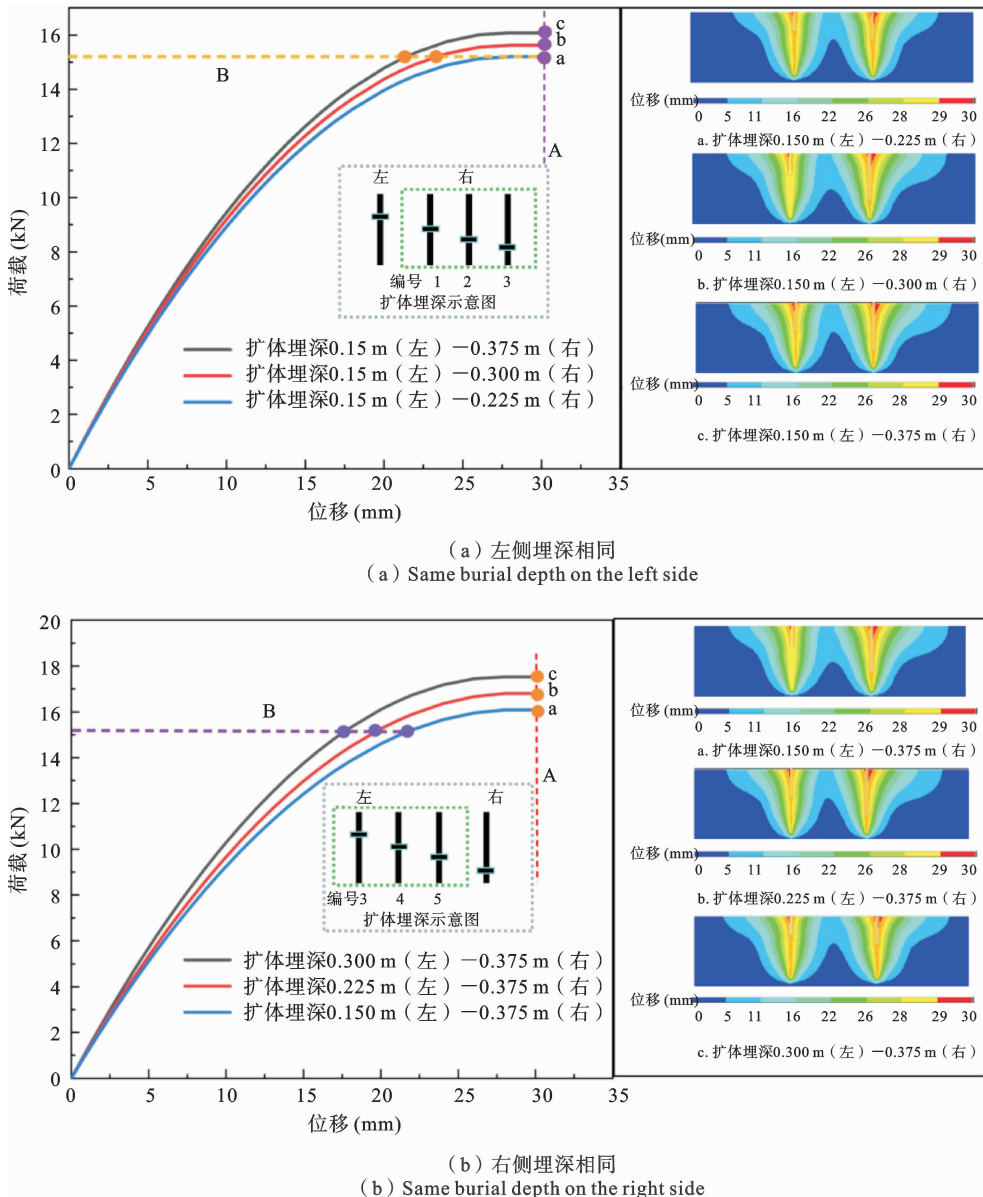 16
14
12
10
8
6
4
2
0
荷载 (kN)
0
5
10
15
20
25
30
35
位移 (mm)
B
c
b
a
A
左
右
编号 1 2 3
扩体埋深示意图
扩体埋深0.15 m（左）－0.375 m（右）
扩体埋深0.15 m（左）－0.300 m（右）
扩体埋深0.15 m（左）－0.225 m（右）
位移 (mm)
0 5 11 16 22 26 28 29 30
a. 扩体埋深0.150 m（左）－0.225 m（右）
位移 (mm)
0 5 11 16 22 26 28 29 30
b. 扩体埋深0.150 m（左）－0.300 m（右）
位移 (mm)
0 5 11 16 22 26 28 29 30
c. 扩体埋深0.150 m（左）－0.375 m（右）
（a）左侧埋深相同
（a）Same burial depth on the left side
20
18
16
14
12
10
8
6
4
2
0
荷载 (kN)
0
5
10
15
20
25
30
35
位移 (mm)
B
c
b
a
A
左
右
编号3 4 5
扩体埋深示意图
扩体埋深0.300 m（左）－0.375 m（右）
扩体埋深0.225 m（左）－0.375 m（右）
扩体埋深0.150 m（左）－0.375 m（右）
位移 (mm)
0 5 11 16 22 26 28 29 30
a. 扩体埋深0.150 m（左）－0.375 m（右）
位移 (mm)
0 5 11 16 22 26 28 29 30
b. 扩体埋深0.225 m（左）－0.375 m（右）
位移 (mm)
0 5 11 16 22 26 28 29 30
c. 扩体埋深0.300 m（左）－0.375 m（右）
（b）右侧埋深相同
（b）Same burial depth on the right side